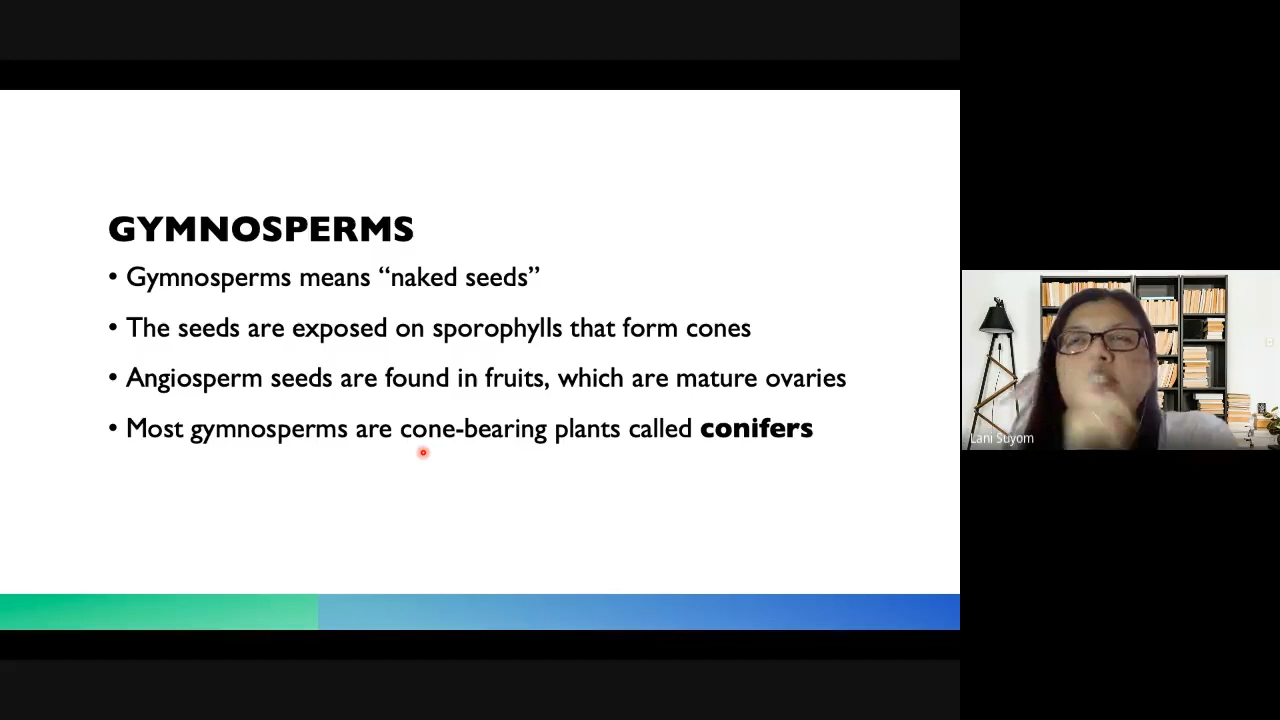 GYMNOSPERMS
• Gymnosperms means “naked seeds”
• The seeds are exposed on sporophylls that form cones
• Angiosperm seeds are found in fruits, which are mature ovaries
• Most gymnosperms are cone-bearing plants called conifers
Lani Suyom